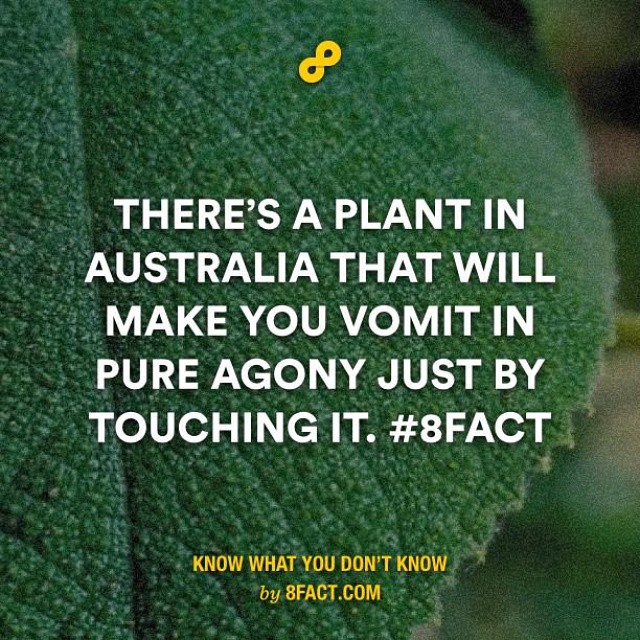 THERE'S A PLANT IN
AUSTRALIA THAT WILL
MAKE YOU VOMIT IN
PURE AGONY JUST BY
TOUCHING IT. #8FACT
KNOW WHAT YOU DON'T KNOW
by 8FACT.COM